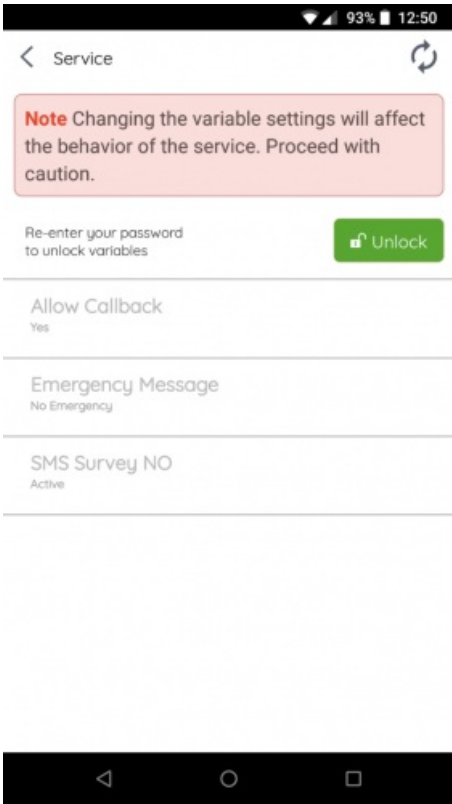 93% 12:50
Service
Note Changing the variable settings will affect
the behavior of the service. Proceed with
caution.
Re-enter your password
to unlock variables
Unlock
Allow Callback
Yes
Emergency Message
No Emergency
SMS Survey NO
Active